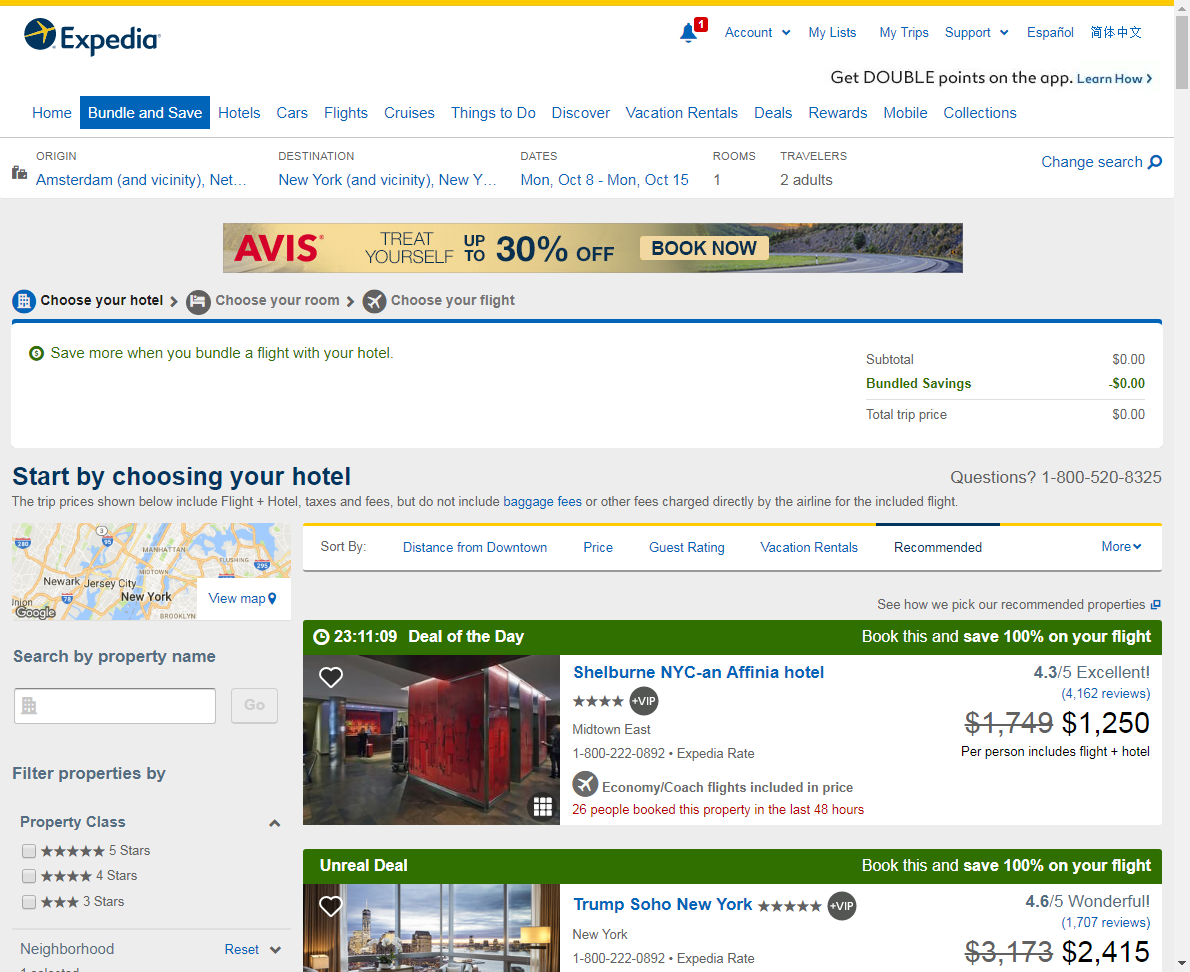 Expedia
1
Account
My Lists
My Trips
Support
Español
简体中文
Get DOUBLE points on the app. Learn How
Home
Bundle and Save
Hotels
Cars
Flights
Cruises
Things to Do
Discover
Vacation Rentals
Deals
Rewards
Mobile
Collections
ORIGIN
Amsterdam (and vicinity), Net...
DESTINATION
New York (and vicinity), New Y...
DATES
Mon, Oct 8 - Mon, Oct 15
ROOMS
1
TRAVELERS
2 adults
Change search
AVIS®
TREAT
YOURSELF
UP
TO
30% OFF
BOOK NOW
Choose your hotel
Choose your room
Choose your flight
Save more when you bundle a flight with your hotel.
Subtotal $0.00
Bundled Savings -$0.00
Total trip price $0.00
Start by choosing your hotel
Questions? 1-800-520-8325
The trip prices shown below include Flight + Hotel, taxes and fees, but do not include baggage fees or other fees charged directly by the airline for the included flight.
3
280
95
MANHATTAN
FLUSHING
MIDTOWN
295
Newark
Jersey City
78
New York
Union
BROOKLYN
Google
View map
Sort By:
Distance from Downtown
Price
Guest Rating
Vacation Rentals
Recommended
More
See how we pick our recommended properties
Search by property name
Go
Filter properties by
Property Class
5 Stars
4 Stars
3 Stars
Neighborhood
Reset
1 selected
23:11:09 Deal of the Day
Book this and save 100% on your flight
Shelburne NYC-an Affinia hotel
+VIP
Midtown East
1-800-222-0892 • Expedia Rate
Economy/Coach flights included in price
26 people booked this property in the last 48 hours
4.3/5 Excellent!
(4,162 reviews)
$1,749 $1,250
Per person includes flight + hotel
Unreal Deal
Book this and save 100% on your flight
Trump Soho New York
+VIP
New York
1-800-222-0892 • Expedia Rate
4.6/5 Wonderful!
(1,707 reviews)
$3,173 $2,415